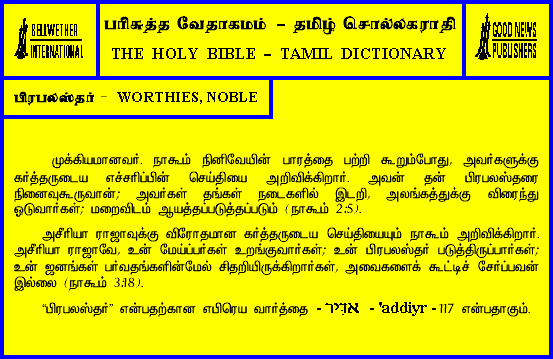 BELLWETHER
INTERNATIONAL
பரிசுத்த வேதாகமம் – தமிழ் சொல்லகராதி
THE HOLY BIBLE – TAMIL DICTIONARY
GOOD NEWS
PUBLISHERS
பிரபலஸ்தர் – WORTHIES, NOBLE
முக்கியமானவர். நாகூம் நினிவேயின் பாரத்தை பற்றி கூறும்போது, அவர்களுக்கு
கர்த்தருடைய எச்சரிப்பின் செய்தியை அறிவிக்கிறார். அவன் தன் பிரபலஸ்தரை
நினைவுகூருவான்; அவர்கள் தங்கள் நடைகளில் இடறி, அலங்கத்துக்கு விரைந்து
ஓடுவார்கள்; மறைவிடம் ஆயத்தப்படுத்தப்படும் (நாகூம் 2:5).
அசீரியா ராஜாவுக்கு விரோதமான கர்த்தருடைய செய்தியையும் நாகூம் அறிவிக்கிறார்.
அசீரியா ராஜாவே, உன் மேய்ப்பர்கள் உறங்குவார்கள்; உன் பிரபலஸ்தர் படுத்திருப்பார்கள்;
உன் ஜனங்கள் பர்வதங்களின்மேல் சிதறியிருக்கிறார்கள், அவைகளைக் கூட்டிச் சேர்ப்பவன்
இல்லை (நாகூம் 3:18).
"பிரபலஸ்தர்" என்பதற்கான எபிரெய வார்த்தை - אַדִּיר - 'addiyr - 117 என்பதாகும்.